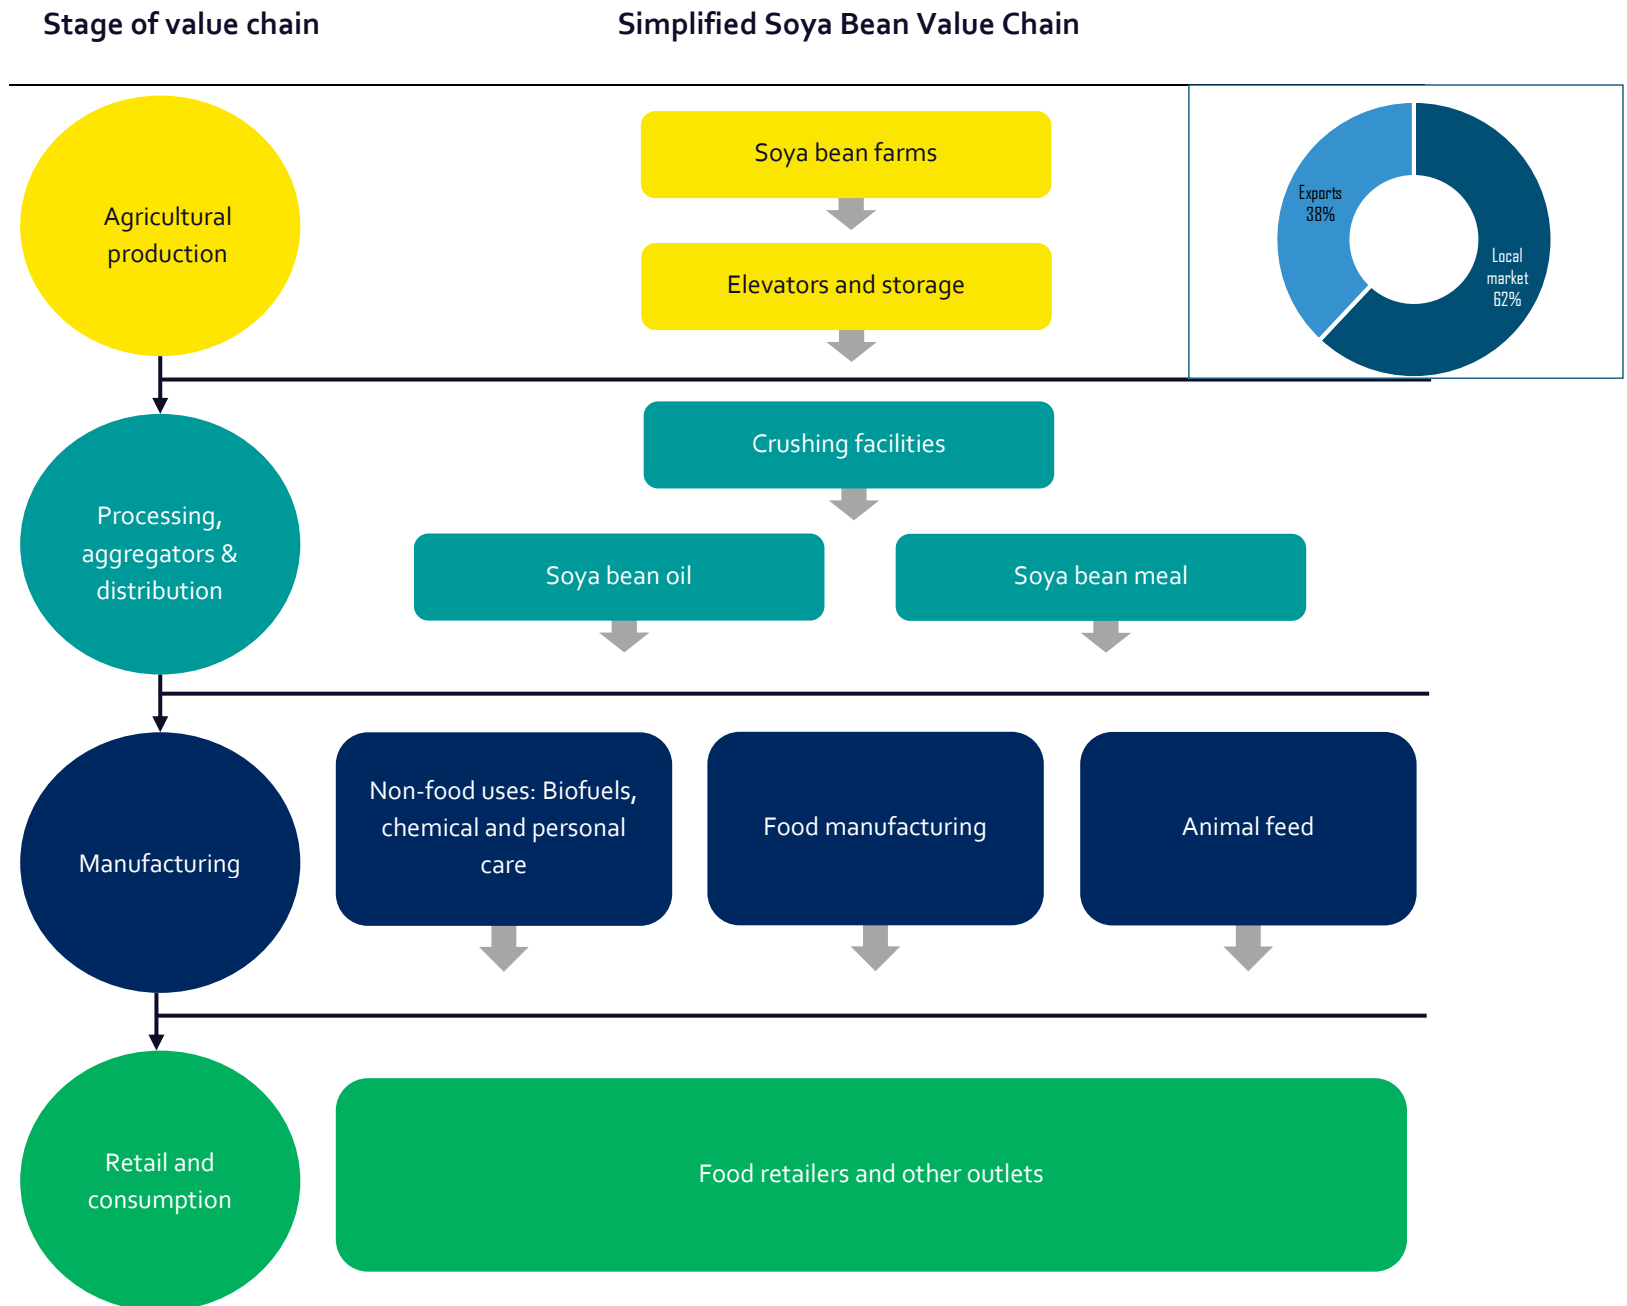 Stage of value chain
Simplified Soya Bean Value Chain
Agricultural
production
Soya bean farms
Elevators and storage
Exports
38%
Local
market
62%
Processing,
aggregators &
distribution
Crushing facilities
Soya bean oil
Soya bean meal
Manufacturing
Non-food uses: Biofuels,
chemical and personal
care
Food manufacturing
Animal feed
Retail and
consumption
Food retailers and other outlets